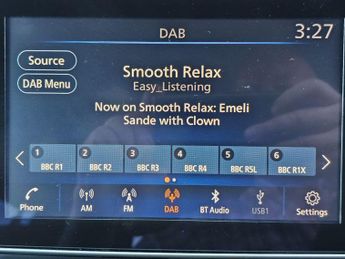 DAB
3:27
Source
DAB Menu
Smooth Relax
Easy_Listening
Now on Smooth Relax: Emeli
Sande with Clown
1 2 3 4 5 6
BBC R1 BBC R2 BBC R3 BBC R4 BBC R5L BBC R1X
Phone AM FM DAB BT Audio USB1 Settings